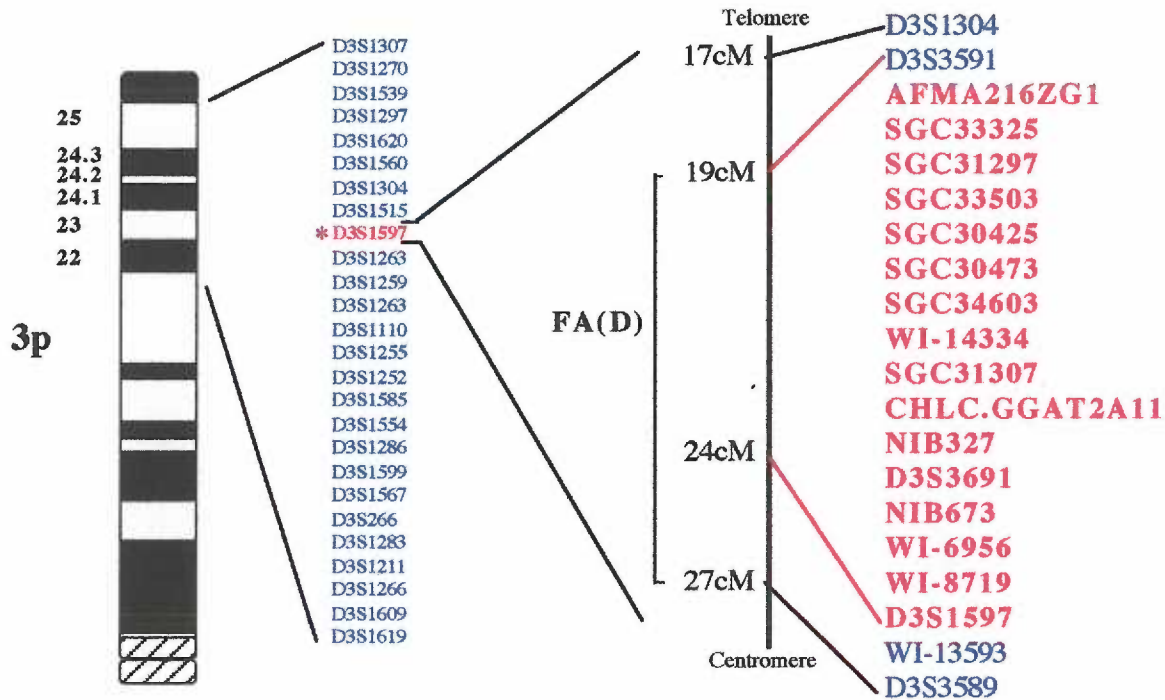 25
24.3
24.2
24.1
23
22
3p
D3S1307
D3S1270
D3S1539
D3S1297
D3S1620
D3S1560
D3S1304
D3S1515
*D3S1597
D3S1263
D3S1259
D3S1263
D3S1110
D3S1255
D3S1252
D3S1585
D3S1554
D3S1286
D3S1599
D3S1567
D3S266
D3S1283
D3S1211
D3S1266
D3S1609
D3S1619
Telomere
17cM
19cM
FA(D)
24cM
27cM
Centromere
D3S1304
D3S3591
AFMA216ZG1
SGC33325
SGC31297
SGC33503
SGC30425
SGC30473
SGC34603
WI-14334
SGC31307
CHLC.GGAT2A11
NIB327
D3S3691
NIB673
WI-6956
WI-8719
D3S1597
WI-13593
D3S3589